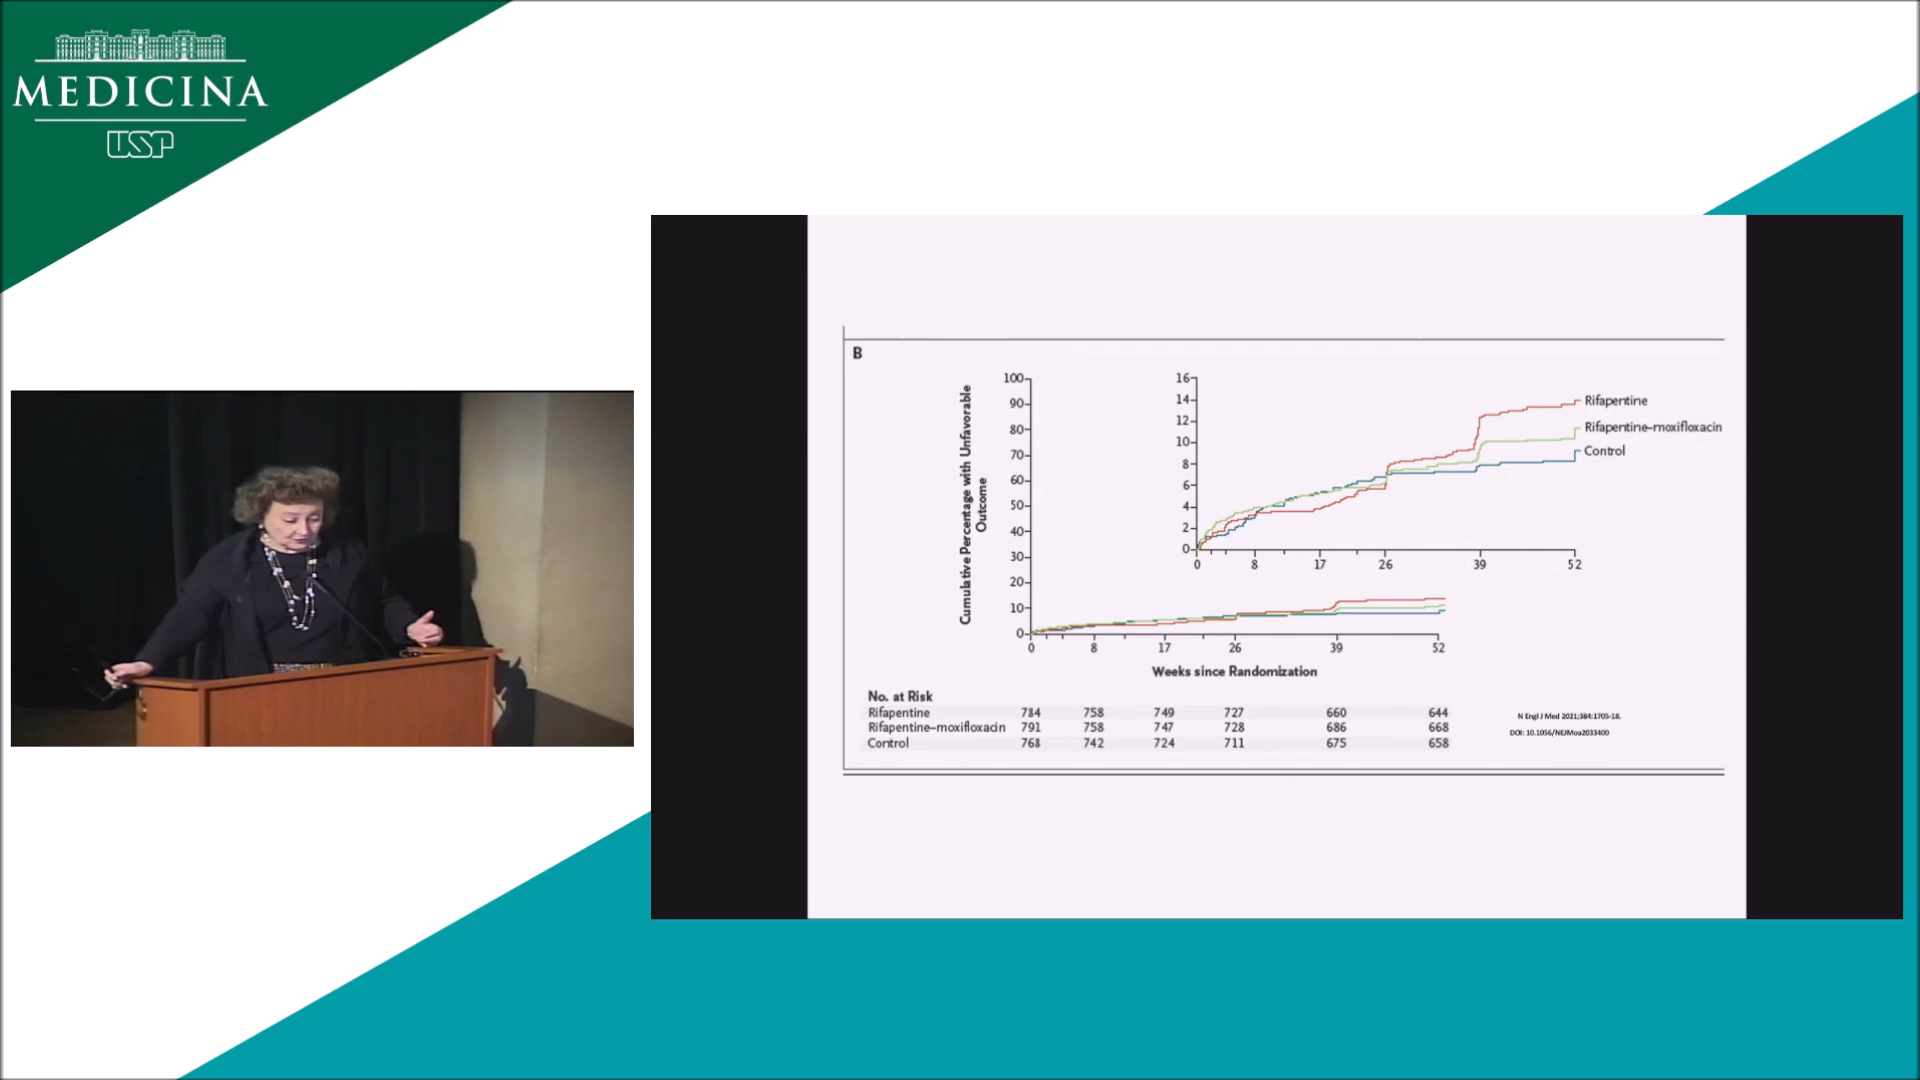 MEDICINA
USP
B
Cumulative Percentage with Unfavorable
Outcome
100
90
80
70
60
50
40
30
20
10
0
0 8 17 26 39 52
16
14
12
10
8
6
4
2
0
0 8 17 26 39 52
Rifapentine
Rifapentine–moxifloxacin
Control
Weeks since Randomization
No. at Risk
Rifapentine 784 758 749 727 660 644
Rifapentine–moxifloxacin 791 758 747 728 686 668
Control 768 742 724 711 675 658
N Engl J Med 2021;384:1705-18.
DOI: 10.1056/NEJMoa2033400